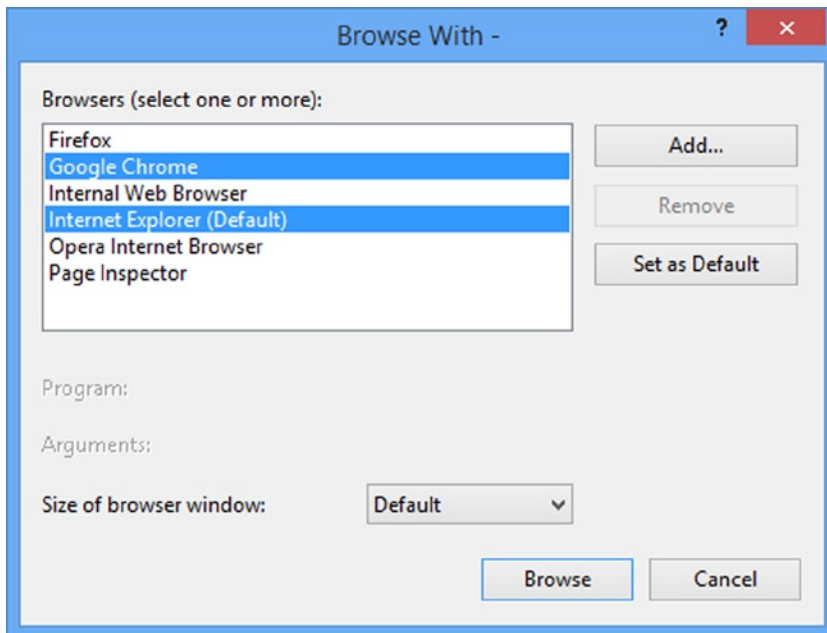 Browse With -
?
Browsers (select one or more):
Firefox
Google Chrome
Internal Web Browser
Internet Explorer (Default)
Opera Internet Browser
Page Inspector
Add...
Remove
Set as Default
Program:
Arguments:
Size of browser window:
Default
Browse
Cancel